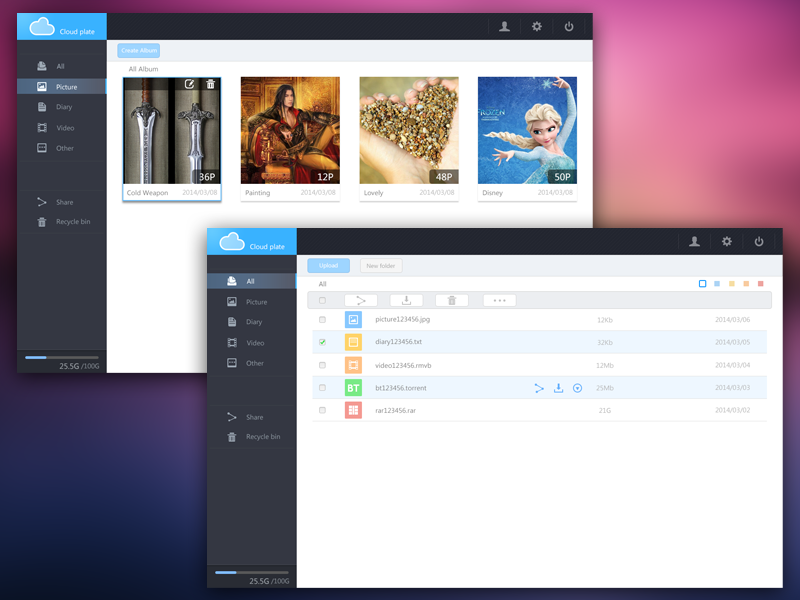 Cloud plate
All
Picture
Diary
Video
Other
Share
Recycle bin
25.5G /100G
Create Album
All Album
36P
Cold Weapon 2014/03/08
12P
Painting 2014/03/08
48P
Lovely 2014/03/08
FROZEN
50P
Disney 2014/03/08
Cloud plate
All
Picture
Diary
Video
Other
Share
Recycle bin
25.5G /100G
Upload New folder
All
picture123456.jpg 12Kb 2014/03/06
diary123456.txt 32Kb 2014/03/05
video123456.rmvb 12Mb 2014/03/04
BT bt123456.torrent 25Mb 2014/03/03
rar123456.rar 21G 2014/03/02